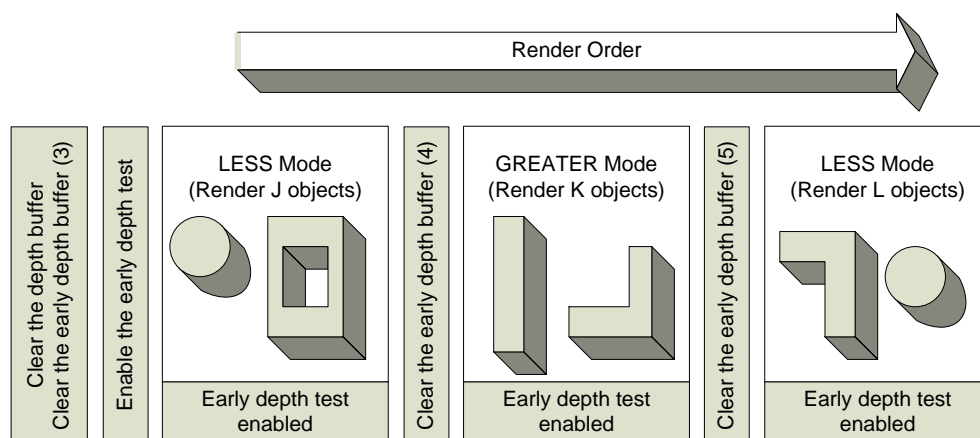 Render Order
Clear the depth buffer
Clear the early depth buffer (3)
Enable the early depth test
LESS Mode
(Render J objects)
Early depth test
enabled
Clear the early depth buffer (4)
GREATER Mode
(Render K objects)
Early depth test
enabled
Clear the early depth buffer (5)
LESS Mode
(Render L objects)
Early depth test
enabled